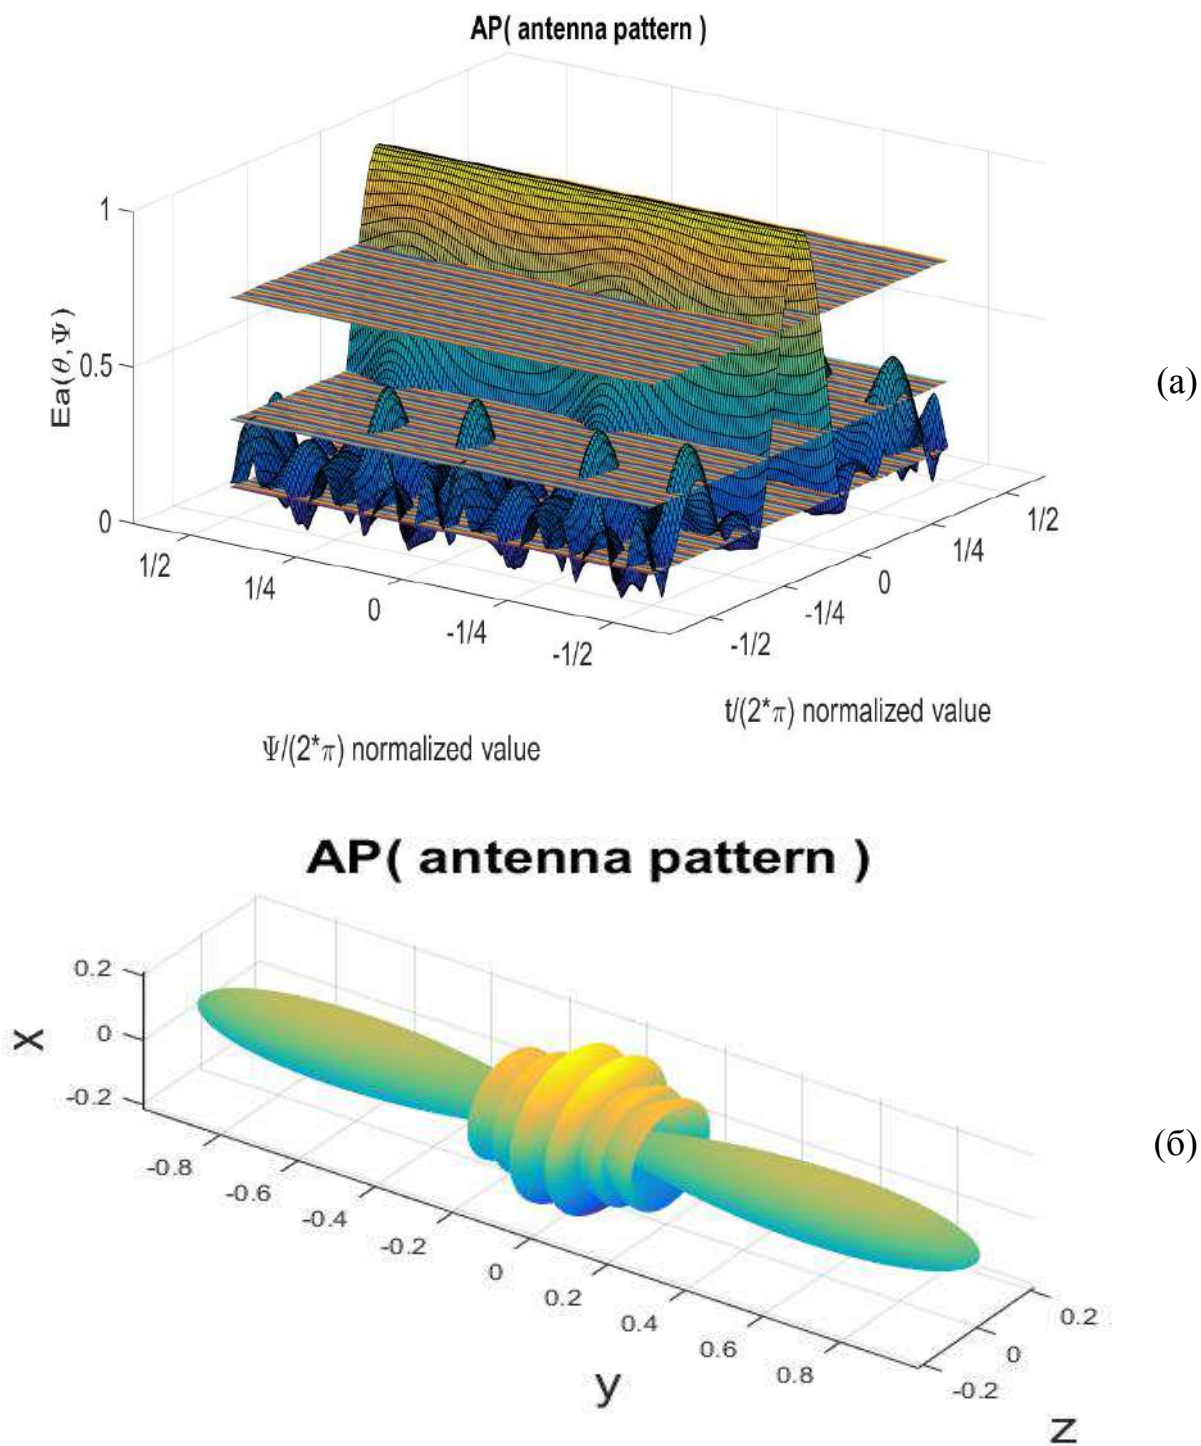 AP( antenna pattern )
1
0.5
0
Ea(θ,Ψ)
1/2
1/4
0
-1/4
-1/2
-1/2
-1/4
0
1/4
1/2
Ψ/(2*π) normalized value
t/(2*π) normalized value
(а)
AP( antenna pattern )
0.2
0
-0.2
X
-0.8
-0.6
-0.4
-0.2
0
0.2
0.4
0.6
0.8
y
-0.2
0
0.2
z
(б)